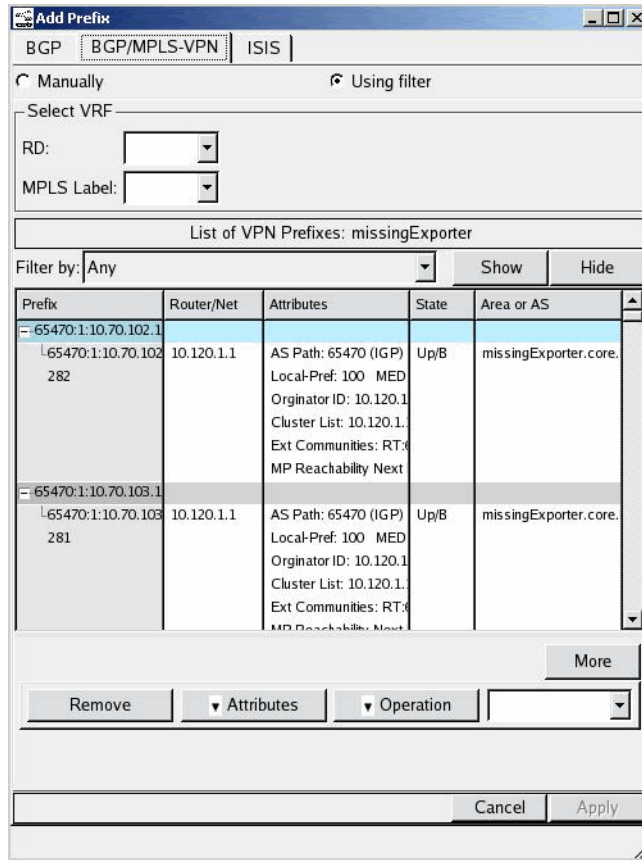 Add Prefix
BGP BGP/MPLS-VPN ISIS
Manually Using filter
Select VRF
RD:
MPLS Label:
List of VPN Prefixes: missingExporter
Filter by: Any Show Hide
Prefix Router/Net Attributes State Area or AS
65470:1:10.70.102.1
65470:1:10.70.102 10.120.1.1 AS Path: 65470 (IGP) Up/B missingExporter.core.
282 Local-Pref: 100 MED
Orginator ID: 10.120.1
Cluster List: 10.120.1.
Ext Communities: RT:
MP Reachability Next
65470:1:10.70.103.1
65470:1:10.70.103 10.120.1.1 AS Path: 65470 (IGP) Up/B missingExporter.core.
281 Local-Pref: 100 MED
Orginator ID: 10.120.1
Cluster List: 10.120.1.
Ext Communities: RT:
MP Reachability Next
More
Remove Attributes Operation
Cancel Apply